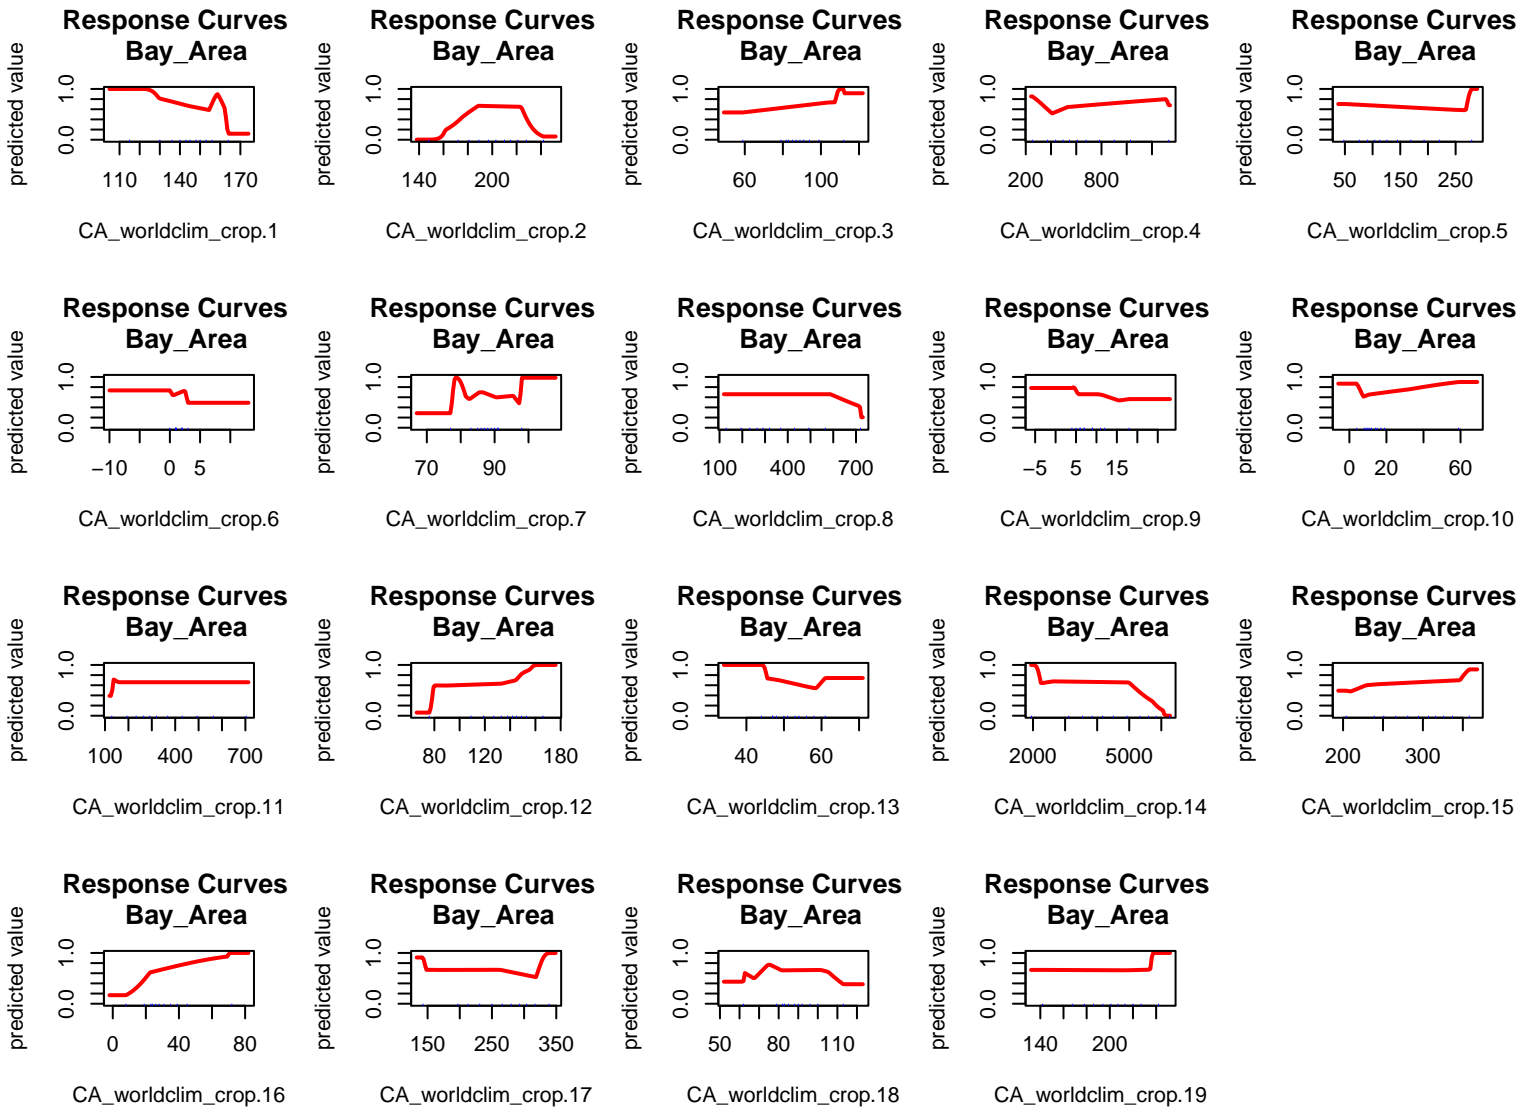 Response Curves
Bay_Area
predicted value
0.0 1.0
110 140 170
CA_worldclim_crop.1
Response Curves
Bay_Area
predicted value
0.0 1.0
140 200
CA_worldclim_crop.2
Response Curves
Bay_Area
predicted value
0.0 1.0
60 100
CA_worldclim_crop.3
Response Curves
Bay_Area
predicted value
0.0 1.0
200 800
CA_worldclim_crop.4
Response Curves
Bay_Area
predicted value
0.0 1.0
50 150 250
CA_worldclim_crop.5
Response Curves
Bay_Area
predicted value
0.0 1.0
−10 0 5
CA_worldclim_crop.6
Response Curves
Bay_Area
predicted value
0.0 1.0
70 90
CA_worldclim_crop.7
Response Curves
Bay_Area
predicted value
0.0 1.0
100 400 700
CA_worldclim_crop.8
Response Curves
Bay_Area
predicted value
0.0 1.0
−5 5 15
CA_worldclim_crop.9
Response Curves
Bay_Area
predicted value
0.0 1.0
0 20 60
CA_worldclim_crop.10
Response Curves
Bay_Area
predicted value
0.0 1.0
100 400 700
CA_worldclim_crop.11
Response Curves
Bay_Area
predicted value
0.0 1.0
80 120 180
CA_worldclim_crop.12
Response Curves
Bay_Area
predicted value
0.0 1.0
40 60
CA_worldclim_crop.13
Response Curves
Bay_Area
predicted value
0.0 1.0
2000 5000
CA_worldclim_crop.14
Response Curves
Bay_Area
predicted value
0.0 1.0
200 300
CA_worldclim_crop.15
Response Curves
Bay_Area
predicted value
0.0 1.0
0 40 80
CA_worldclim_crop.16
Response Curves
Bay_Area
predicted value
0.0 1.0
150 250 350
CA_worldclim_crop.17
Response Curves
Bay_Area
predicted value
0.0 1.0
50 80 110
CA_worldclim_crop.18
Response Curves
Bay_Area
predicted value
0.0 1.0
140 200
CA_worldclim_crop.19